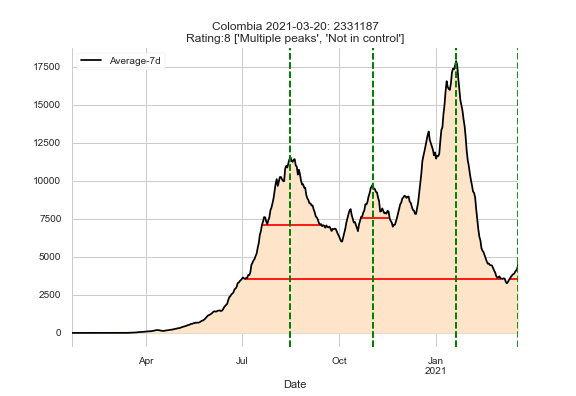 Colombia 2021-03-20: 2331187
Rating:8 ['Multiple peaks', 'Not in control']
Average-7d
17500
15000
12500
10000
7500
5000
2500
0
Apr
Jul
Oct
Jan
2021
Date